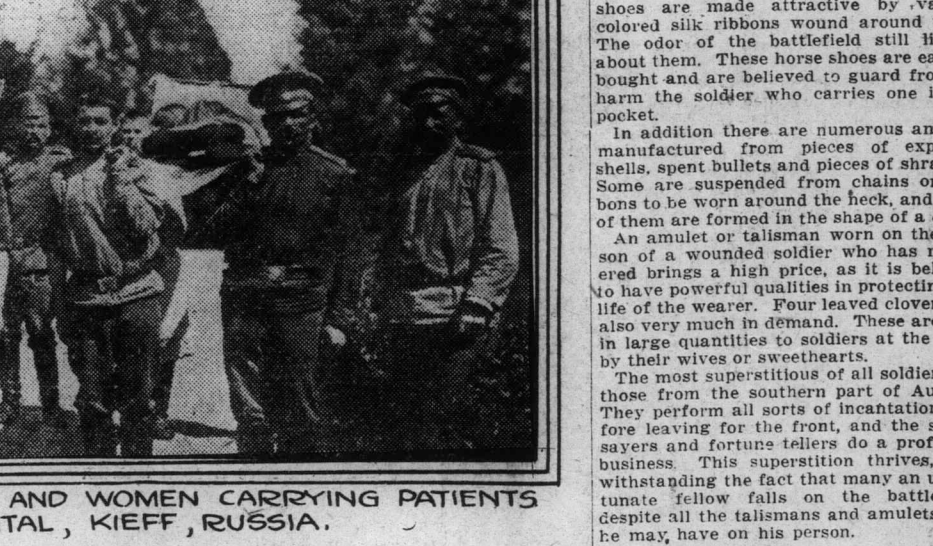 AND WOMEN CARRYING PATIENTS
TAL, KIEFF, RUSSIA.
shoes are made attractive by
colored silk ribbons wound around
The odor of the battlefield still
about them. These horse shoes are
bought and are believed to guard
harm the soldier who carries one
pocket.
In addition there are numerous
manufactured from pieces of
shells, spent bullets and pieces of
Some are suspended from chains
bons to be worn around the neck, and
of them are formed in the shape of a
An amulet or talisman worn on
son of a wounded soldier who has
ered brings a high price, as it is
to have powerful qualities in
life of the wearer. Four leaved
also very much in demand. These
in large quantities to soldiers at the
by their wives or sweethearts.
The most superstitious of all
those from the southern part of
They perform all sorts of
fore leaving for the front, and the
sayers and fortune tellers do a
business. This superstition thrives,
withstanding the fact that many an
tunate fellow falls on the
despite all the talismans and amulets
he may have on his person.